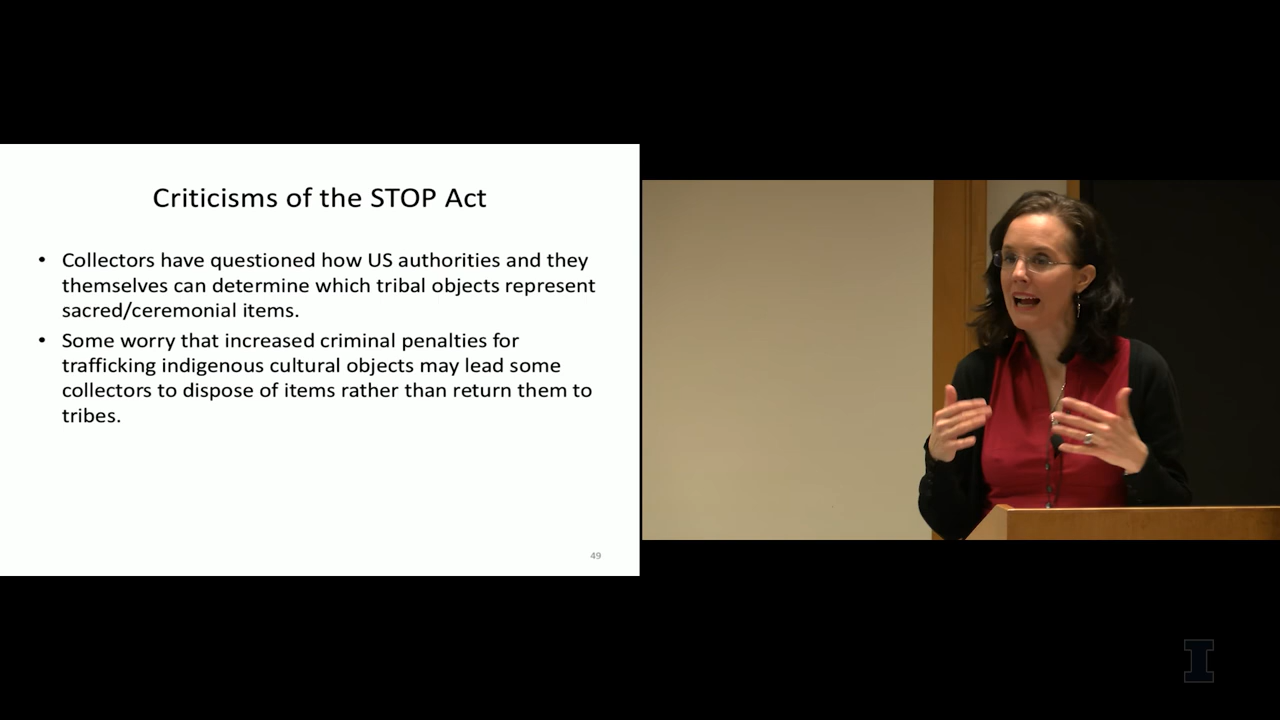 Criticisms of the STOP Act
• Collectors have questioned how US authorities and they
themselves can determine which tribal objects represent
sacred/ceremonial items.
• Some worry that increased criminal penalties for
trafficking indigenous cultural objects may lead some
collectors to dispose of items rather than return them to
tribes.
49
I